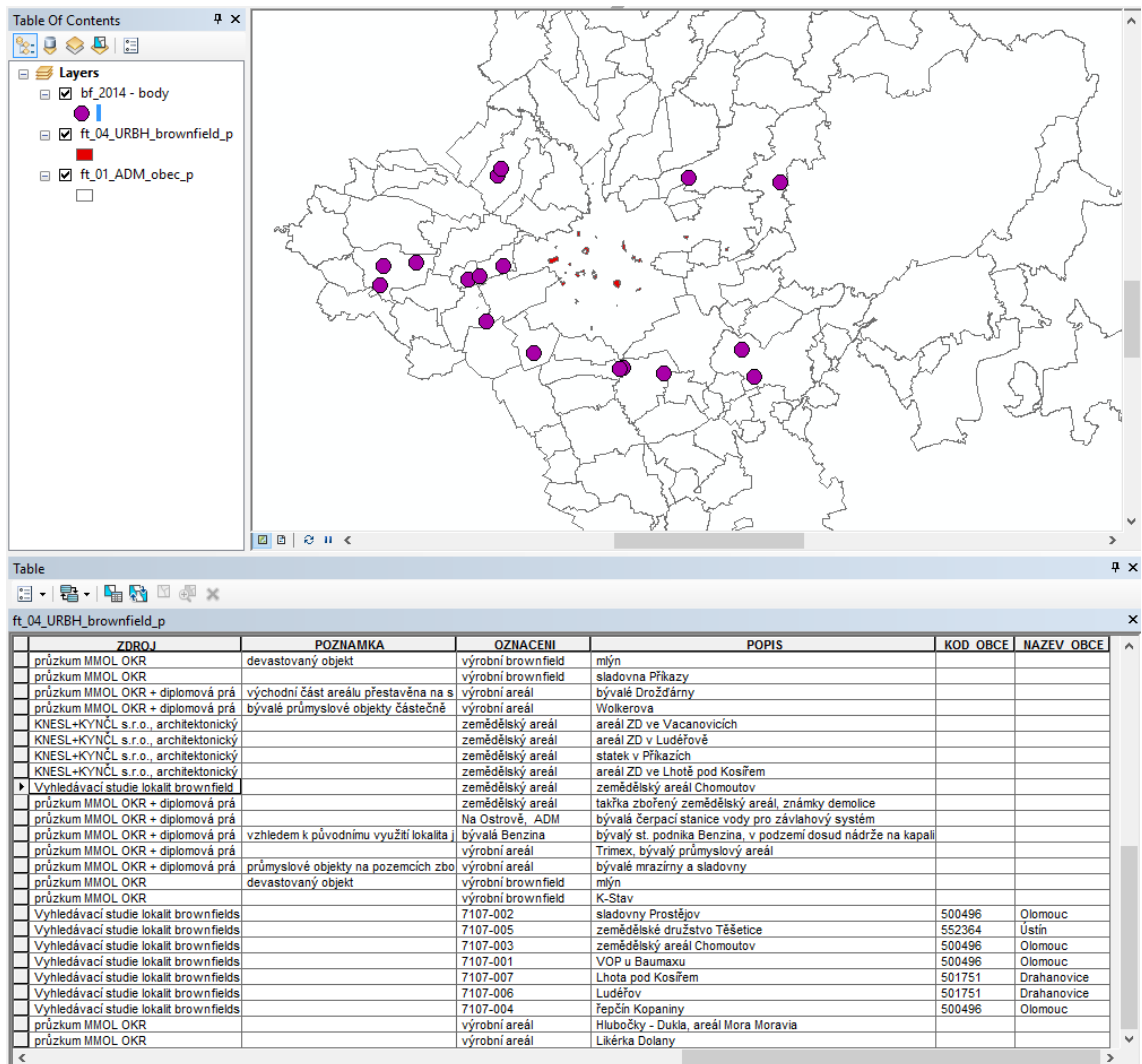 Table Of Contents
Layers
bf_2014 - body
ft_04_URBH_brownfield_p
ft_01_ADM_obec_p
Table
ft_04_URBH_brownfield_p
ZDROJ POZNAMKA OZNACENI POPIS KOD_OBCE NAZEV_OBCE
průzkum MMOL OKR devastovaný objekt výrobní brownfield mlýn
průzkum MMOL OKR výrobní brownfield sladovna Příkazy
průzkum MMOL OKR + diplomová prá východní část areálu přestavěna na s výrobní areál bývalé Drožďárny
průzkum MMOL OKR + diplomová prá bývalé průmyslové objekty částečně výrobní areál Wolkerova
KNESL+KYNČL s.r.o., architektonický zemědělský areál areál ZD ve Vacanovicích
KNESL+KYNČL s.r.o., architektonický zemědělský areál areál ZD v Luděřově
KNESL+KYNČL s.r.o., architektonický zemědělský areál statek v Příkazích
KNESL+KYNČL s.r.o., architektonický zemědělský areál areál ZD ve Lhotě pod Kosířem
Vyhledávací studie lokalit brownfield zemědělský areál zemědělský areál Chomoutov
průzkum MMOL OKR + diplomová prá zemědělský areál takřka zbořený zemědělský areál, známky demolice
průzkum MMOL OKR + diplomová prá Na Ostrově, ADM bývalá čerpací stanice vody pro závlahový systém
průzkum MMOL OKR + diplomová prá vzhledem k původnímu využití lokalita j bývalá Benzina bývalý st. podnika Benzina, v podzemí dosud nádrže na kapali
průzkum MMOL OKR + diplomová prá výrobní areál Trimex, bývalý průmyslový areál
průzkum MMOL OKR + diplomová prá průmyslové objekty na pozemcích zbo výrobní areál bývalé mrazírny a sladovny
průzkum MMOL OKR devastovaný objekt výrobní brownfield mlýn
průzkum MMOL OKR výrobní brownfield K-Stav
Vyhledávací studie lokalit brownfields 7107-002 sladovny Prostějov 500496 Olomouc
Vyhledávací studie lokalit brownfields 7107-005 zemědělské družstvo Těšetice 552364 Ústín
Vyhledávací studie lokalit brownfields 7107-003 zemědělský areál Chomoutov 500496 Olomouc
Vyhledávací studie lokalit brownfields 7107-001 VOP u Baumaxu 500496 Olomouc
Vyhledávací studie lokalit brownfields 7107-007 Lhota pod Kosířem 501751 Drahanovice
Vyhledávací studie lokalit brownfields 7107-006 Luděřov 501751 Drahanovice
Vyhledávací studie lokalit brownfields 7107-004 řepčín Kopaniny 500496 Olomouc
průzkum MMOL OKR výrobní areál Hlubočky - Dukla, areál Mora Moravia
průzkum MMOL OKR výrobní areál Likérka Dolany